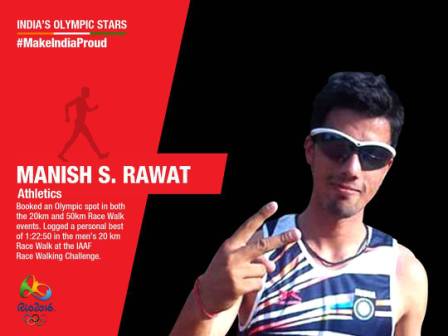 INDIA'S OLYMPIC STARS
#MakeIndiaProud
MANISH S. RAWAT
Athletics
Booked an Olympic spot in both
the 20km and 50km Race Walk
events. Logged a personal best
of 1:22:50 in the men's 20 km
Race Walk at the IAAF
Race Walking Challenge.
Rio2016